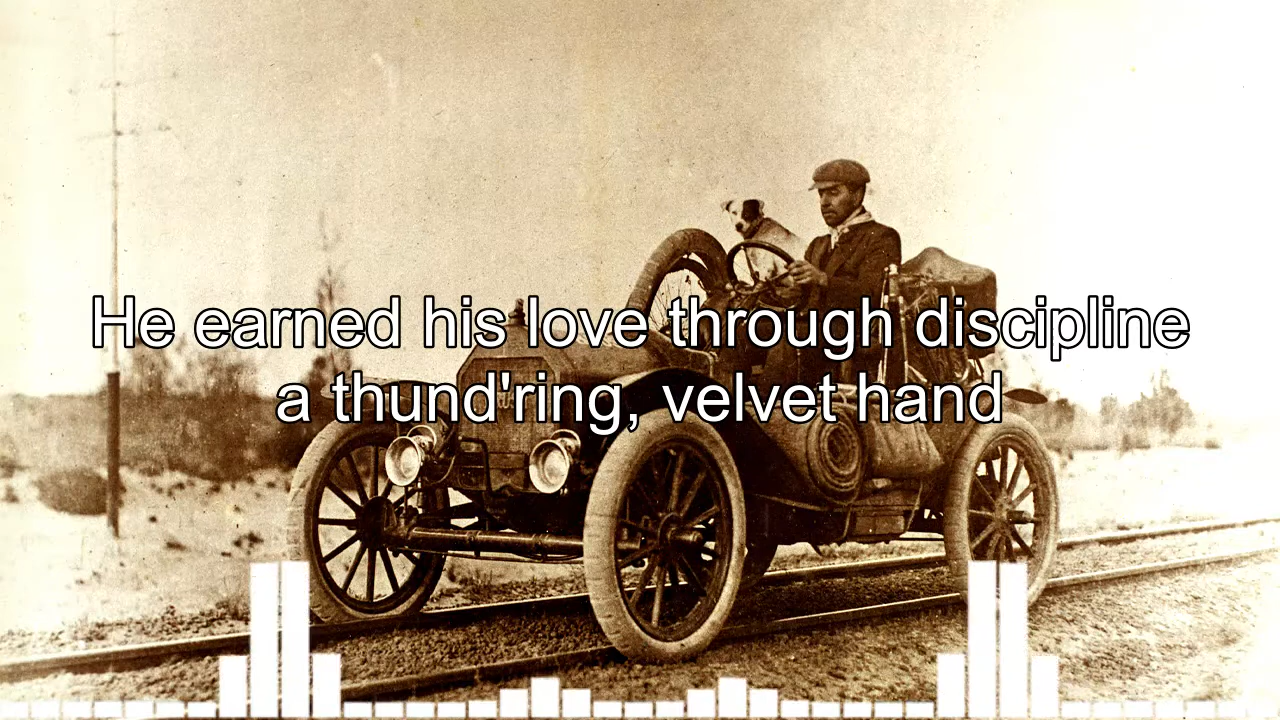 He earned his love through discipline
a thund'ring, velvet hand